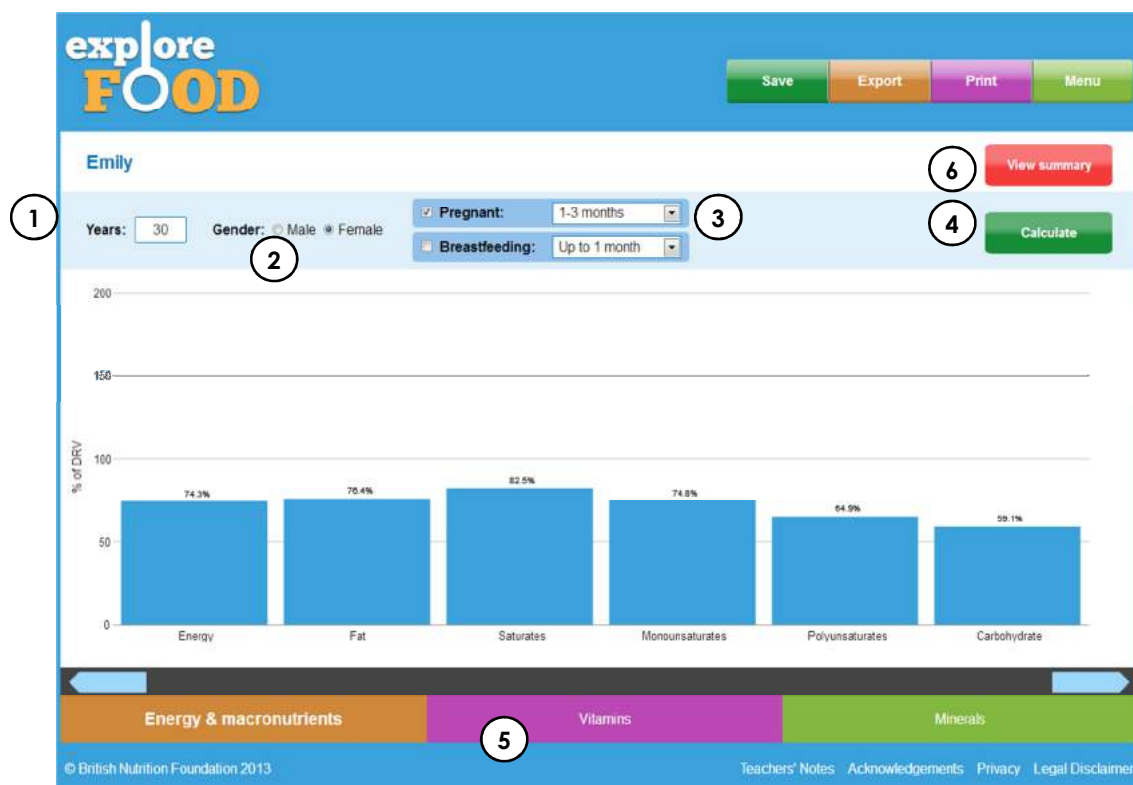 explore
FOOD
Save Export Print Menu
Emily
6
View summary
1
Years: 30 Gender: Male Female
2
Pregnant: 1-3 months
Breastfeeding: Up to 1 month
3
4
Calculate
200
150
100
50
0
% of DRV
74.3% 76.4% 82.5% 74.8% 64.9% 59.1%
Energy Fat Saturates Monounsaturates Polyunsaturates Carbohydrate
Energy & macronutrients Vitamins Minerals
5
© British Nutrition Foundation 2013 Teachers' Notes Acknowledgements Privacy Legal Disclaimer